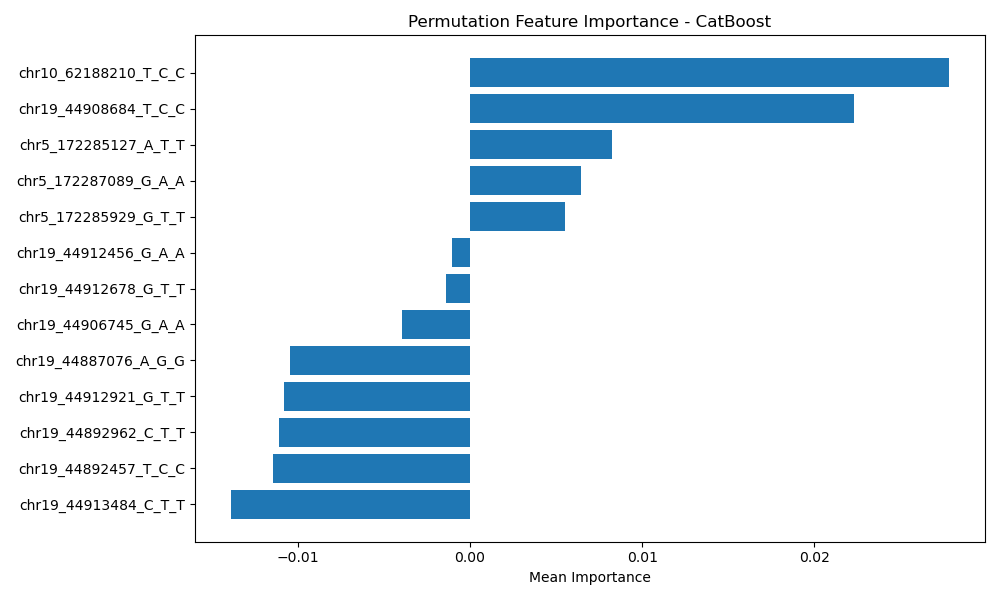 Permutation Feature Importance - CatBoost
chr10_62188210_T_C_C
chr19_44908684_T_C_C
chr5_172285127_A_T_T
chr5_172287089_G_A_A
chr5_172285929_G_T_T
chr19_44912456_G_A_A
chr19_44912678_G_T_T
chr19_44906745_G_A_A
chr19_44887076_A_G_G
chr19_44912921_G_T_T
chr19_44892962_C_T_T
chr19_44892457_T_C_C
chr19_44913484_C_T_T
−0.01 0.00 0.01 0.02
Mean Importance